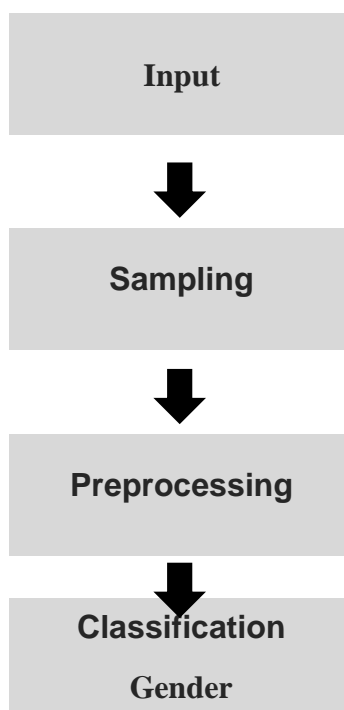 Input
Sampling
Preprocessing
Classification
Gender